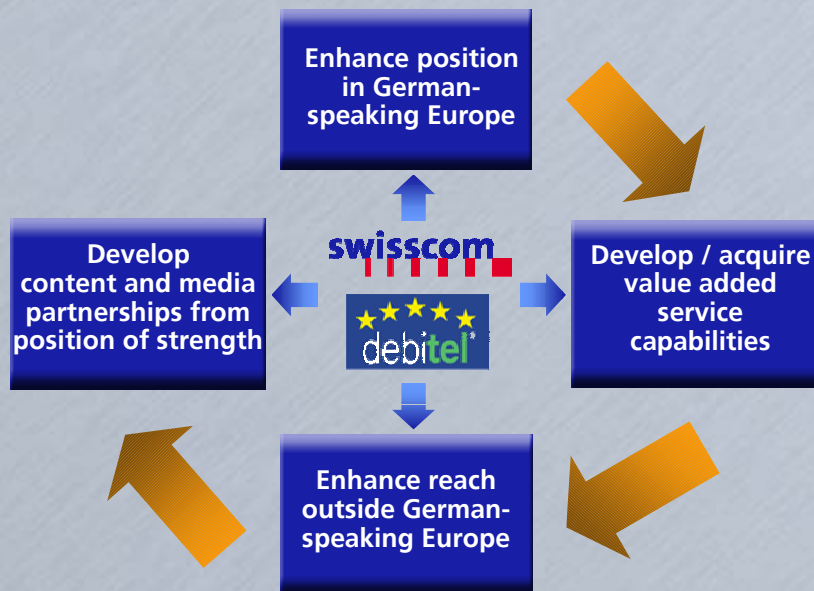 Enhance position
in German-
speaking Europe
Develop
content and media
partnerships from
position of strength
swisscom
debitel
Develop / acquire
value added
service
capabilities
Enhance reach
outside German-
speaking Europe